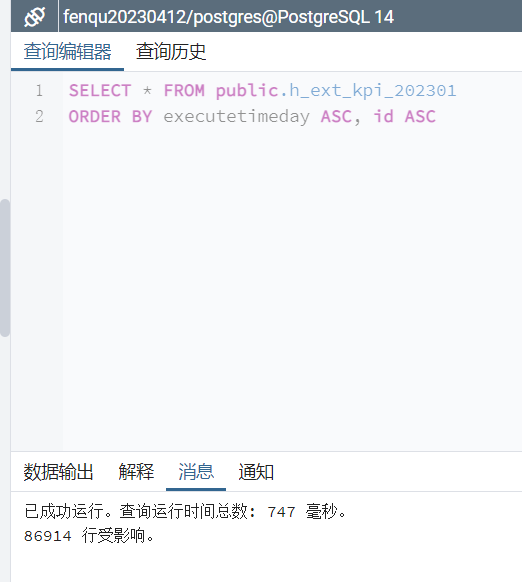 fenqu20230412/postgres@PostgreSQL 14
查询编辑器 查询历史
1 SELECT * FROM public.h_ext_kpi_202301
2 ORDER BY executetimeday ASC, id ASC
数据输出 解释 消息 通知
已成功运行。查询运行时间总数: 747 毫秒。
86914 行受影响。